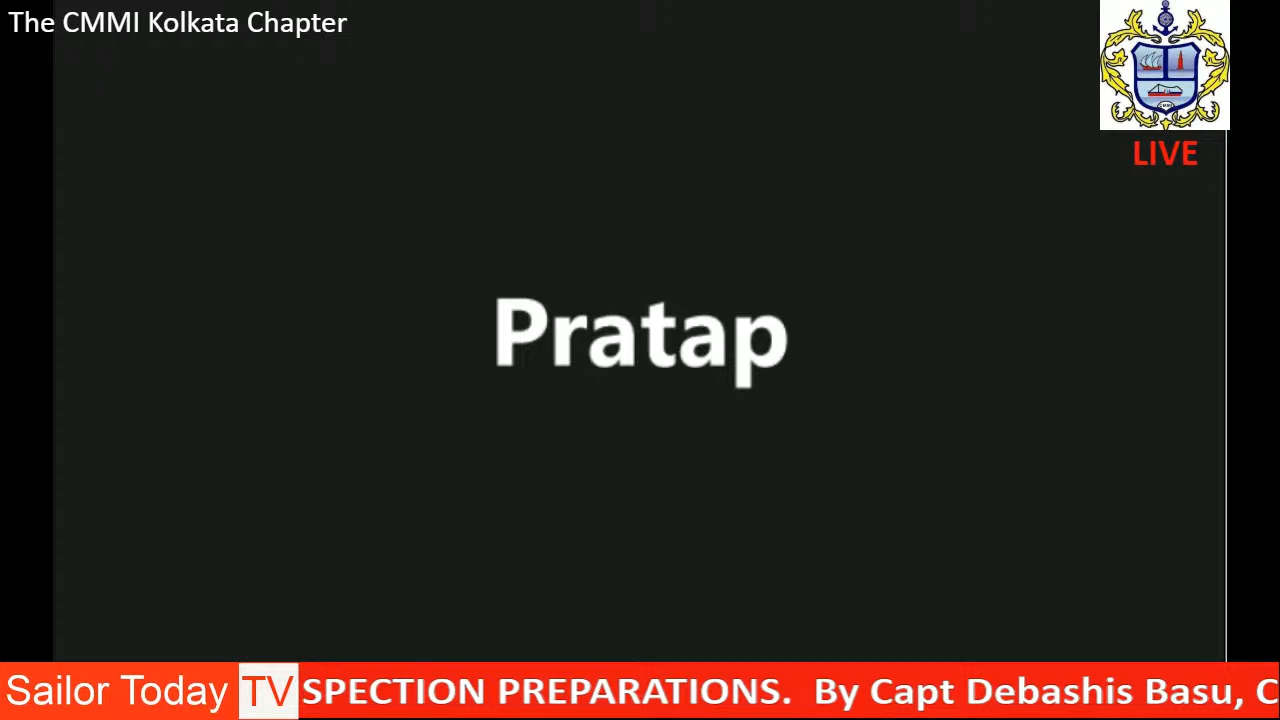 The CMMI Kolkata Chapter
LIVE
Pratap
Sailor Today TV SPECTION PREPARATIONS. By Capt Debashis Basu, C